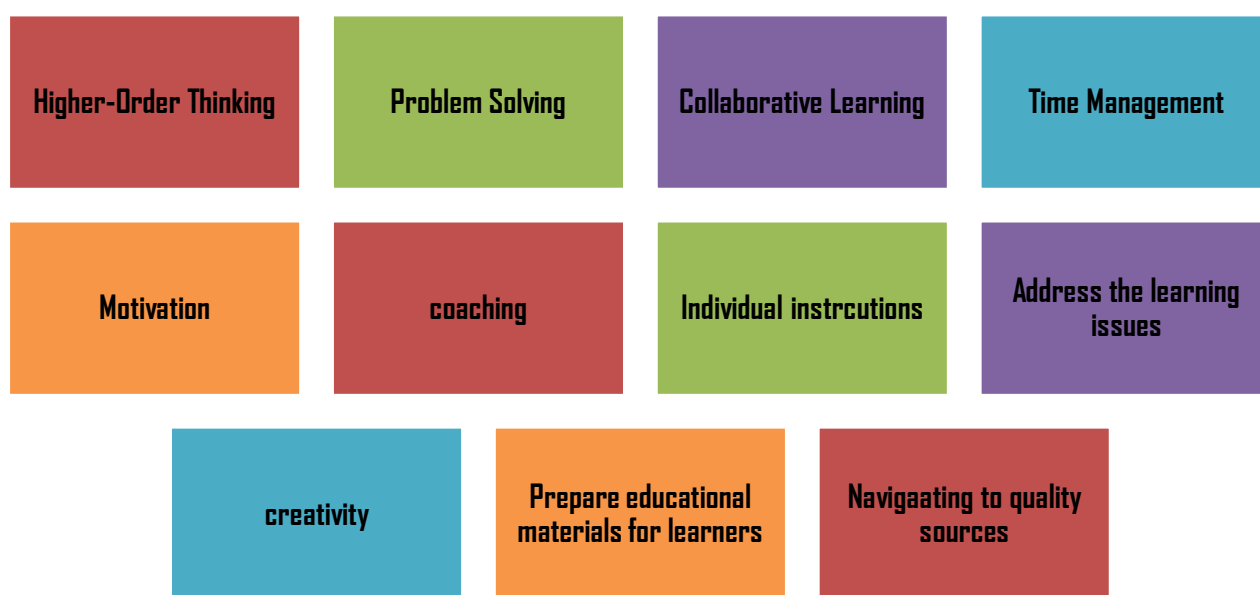 Higher-Order Thinking
Problem Solving
Collaborative Learning
Time Management
Motivation
coaching
Individual instrcutions
Address the learning
issues
creativity
Prepare educational
materials for learners
Navigaating to quality
sources